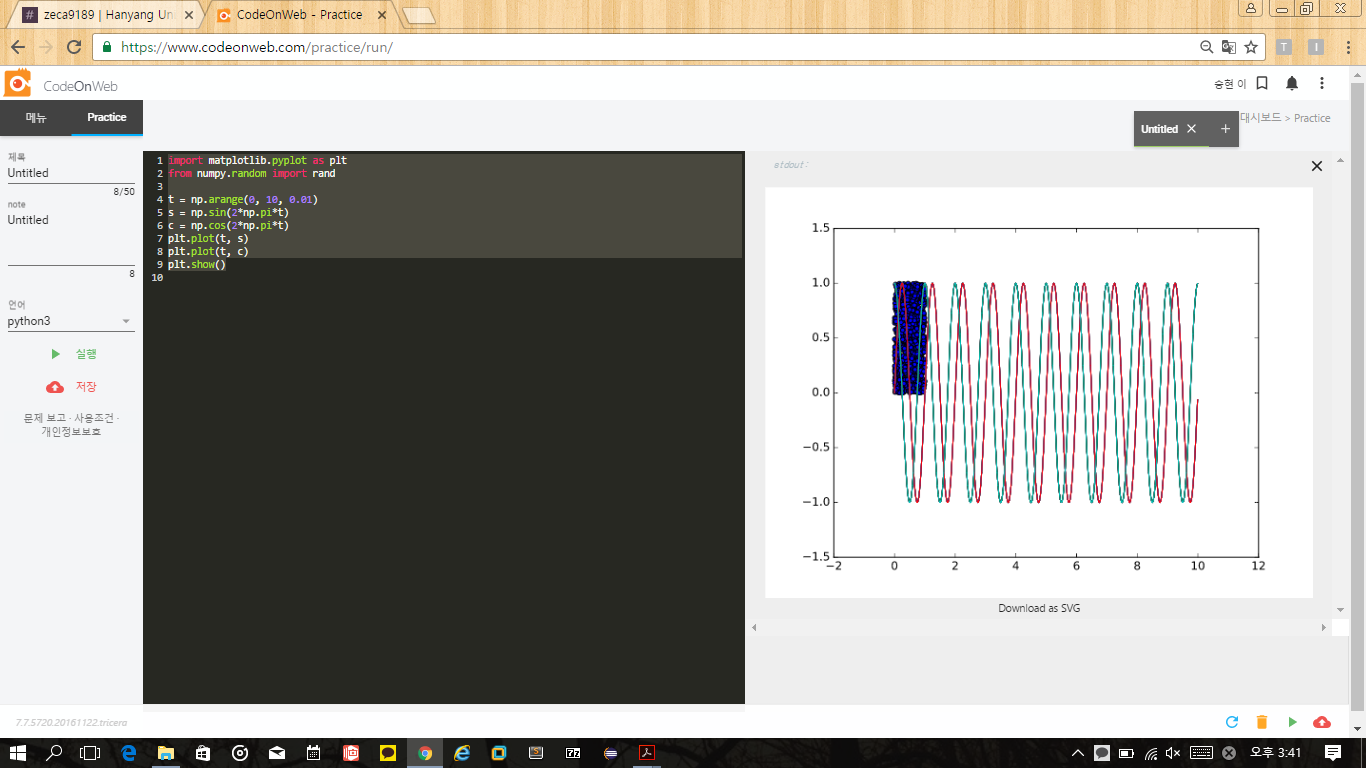 zeca9189 | Hanyang Un
CodeOnWeb - Practice
https://www.codeonweb.com/practice/run/
T
I
CodeOnWeb
송현 이
메뉴
Practice
Untitled
+
대시보드 > Practice
제목
Untitled
8/50
note
Untitled
8
언어
python3
실행
저장
문제 보고 · 사용조건 ·
개인정보보호
1 import matplotlib.pyplot as plt
2 from numpy.random import rand
3
4 t = np.arange(0, 10, 0.01)
5 s = np.sin(2*np.pi*t)
6 c = np.cos(2*np.pi*t)
7 plt.plot(t, s)
8 plt.plot(t, c)
9 plt.show()
10
stdout:
1.5
1.0
0.5
0.0
−0.5
−1.0
−1.5
−2 0 2 4 6 8 10 12
Download as SVG
7.7.5720.20161122.tricera
오후 3:41